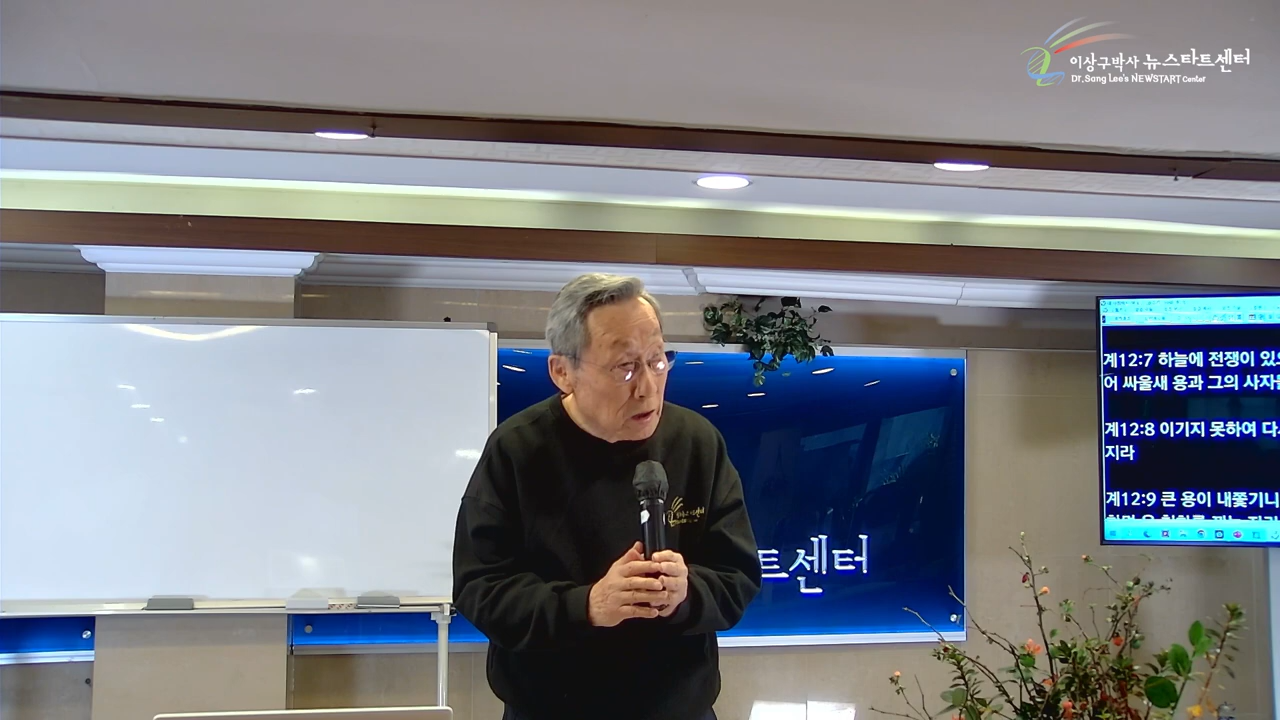 이상구박사 뉴스타트센터
Dr.Sang Lee's NEWSTART Center
계12:7 하늘에 전쟁이 있으
어 싸울새 용과 그의 사자들
계12:8 이기지 못하여 다시
지라
계12:9 큰 용이 내쫓기니
트센터